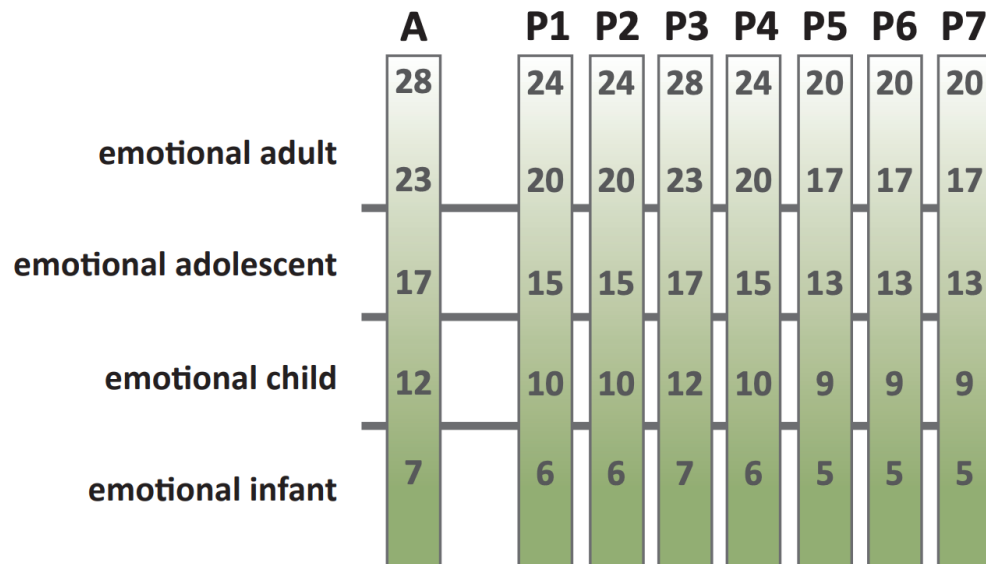 A P1 P2 P3 P4 P5 P6 P7
28 24 24 28 24 20 20 20
emotional adult
23 20 20 23 20 17 17 17
emotional adolescent
17 15 15 17 15 13 13 13
emotional child
12 10 10 12 10 9 9 9
emotional infant
7 6 6 7 6 5 5 5